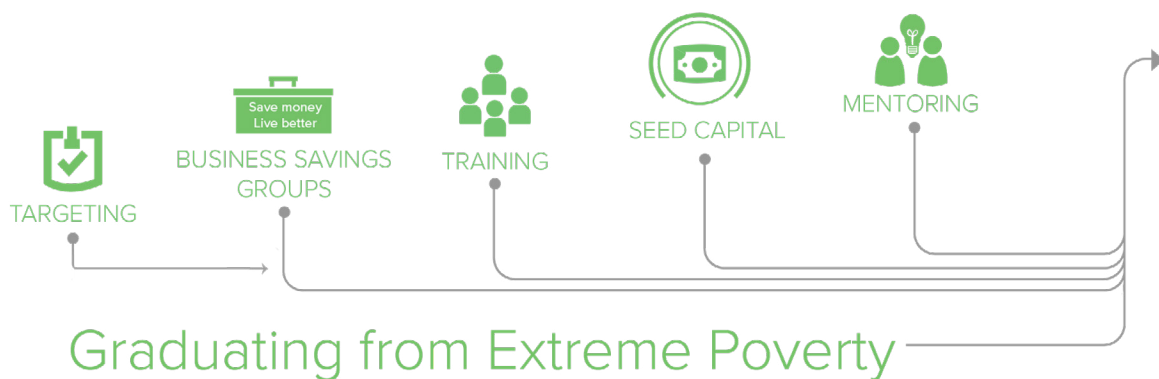 TARGETING
Save money
Live better
BUSINESS SAVINGS
GROUPS
TRAINING
SEED CAPITAL
MENTORING
Graduating from Extreme Poverty